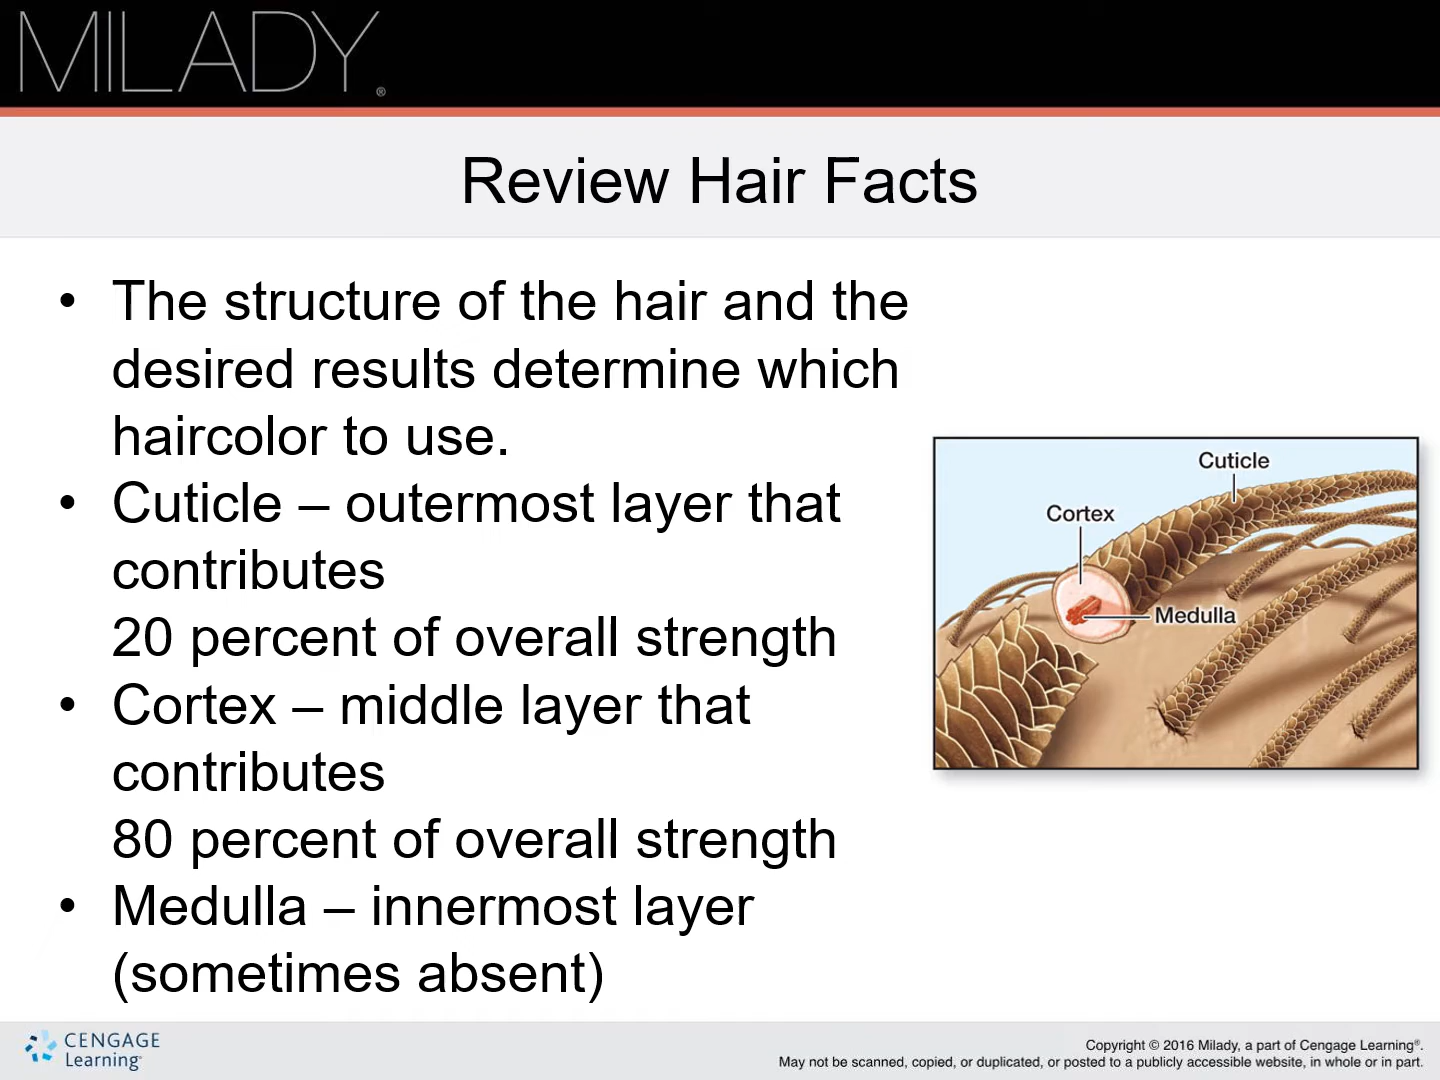 MILADY®
Review Hair Facts
• The structure of the hair and the
desired results determine which
haircolor to use.
• Cuticle – outermost layer that
contributes
20 percent of overall strength
• Cortex – middle layer that
contributes
80 percent of overall strength
• Medulla – innermost layer
(sometimes absent)
Cuticle
Cortex
Medulla
CENGAGE
Learning®
Copyright © 2016 Milady, a part of Cengage Learning®.
May not be scanned, copied, or duplicated, or posted to a publicly accessible website, in whole or in part.